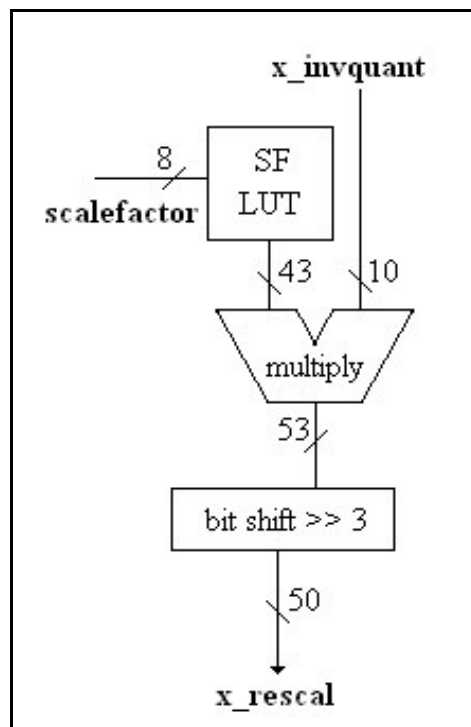 x_invquant
8
SF
LUT
scalefactor
43
10
multiply
53
bit shift >> 3
50
x_rescal